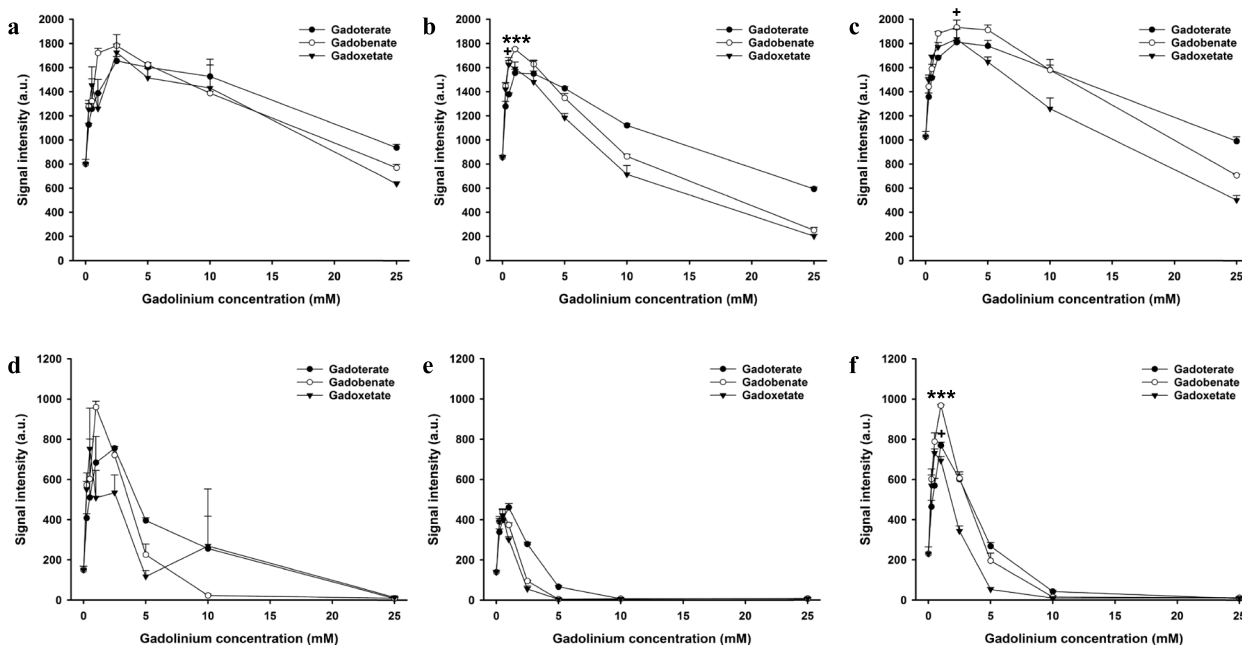 a
Gadoterate
Gadobenate
Gadoxetate
Signal intensity (a.u.)
2000
1800
1600
1400
1200
1000
800
600
400
200
0
0 5 10 15 20 25
Gadolinium concentration (mM)
b
***
+
Gadoterate
Gadobenate
Gadoxetate
Signal intensity (a.u.)
2000
1800
1600
1400
1200
1000
800
600
400
200
0
0 5 10 15 20 25
Gadolinium concentration (mM)
c
+
Gadoterate
Gadobenate
Gadoxetate
Signal intensity (a.u.)
2000
1800
1600
1400
1200
1000
800
600
400
200
0
0 5 10 15 20 25
Gadolinium concentration (mM)
d
Gadoterate
Gadobenate
Gadoxetate
Signal intensity (a.u.)
1200
1000
800
600
400
200
0
0 5 10 15 20 25
Gadolinium concentration (mM)
e
Gadoterate
Gadobenate
Gadoxetate
Signal intensity (a.u.)
1200
1000
800
600
400
200
0
0 5 10 15 20 25
Gadolinium concentration (mM)
f
***
+
Gadoterate
Gadobenate
Gadoxetate
Signal intensity (a.u.)
1200
1000
800
600
400
200
0
0 5 10 15 20 25
Gadolinium concentration (mM)